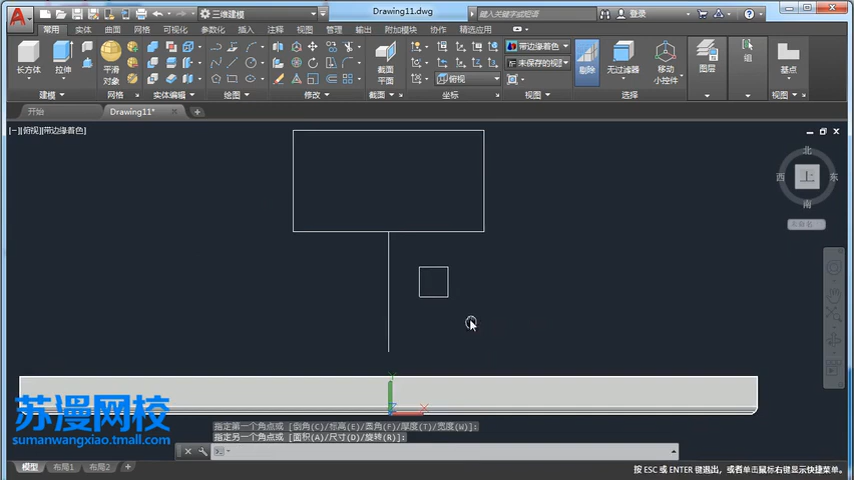 三维建模
Drawing11.dwg
键入关键字或短语
登录
常用 实体 曲面 网格 可视化 参数化 插入 注释 视图 管理 输出 附加模块 协作 精选应用
长方体 拉伸 平滑对象 截面平面 带边缘着色 未保存的视图 俯视 剔除 无过滤器 移动小控件 图层 组 基点
建模 网格 实体编辑 绘图 修改 截面 坐标 视图 选择 视图
开始 Drawing11*
[−][俯视][带边缘着色]
北
西 上 东
南
苏漫网校
sumanwangxiao.tmall.com
指定第一个角点或 [倒角(C)/标高(E)/圆角(F)/厚度(T)/宽度(W)]:
指定另一个角点或 [面积(A)/尺寸(D)/旋转(R)]:
模型 布局1 布局2 +
按 ESC 或 ENTER 键退出，或者单击鼠标右键显示快捷菜单。